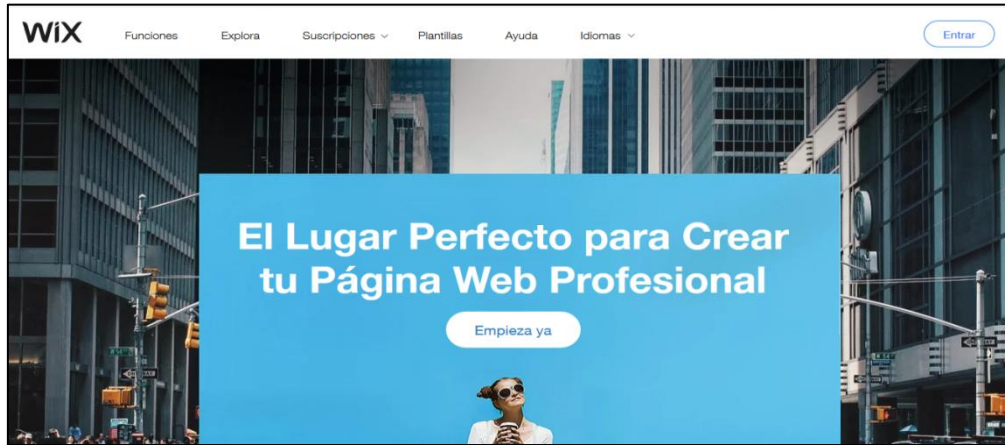 WiX
Funciones Explora Suscripciones Plantillas Ayuda Idiomas Entrar
El Lugar Perfecto para Crear
tu Página Web Profesional
Empieza ya